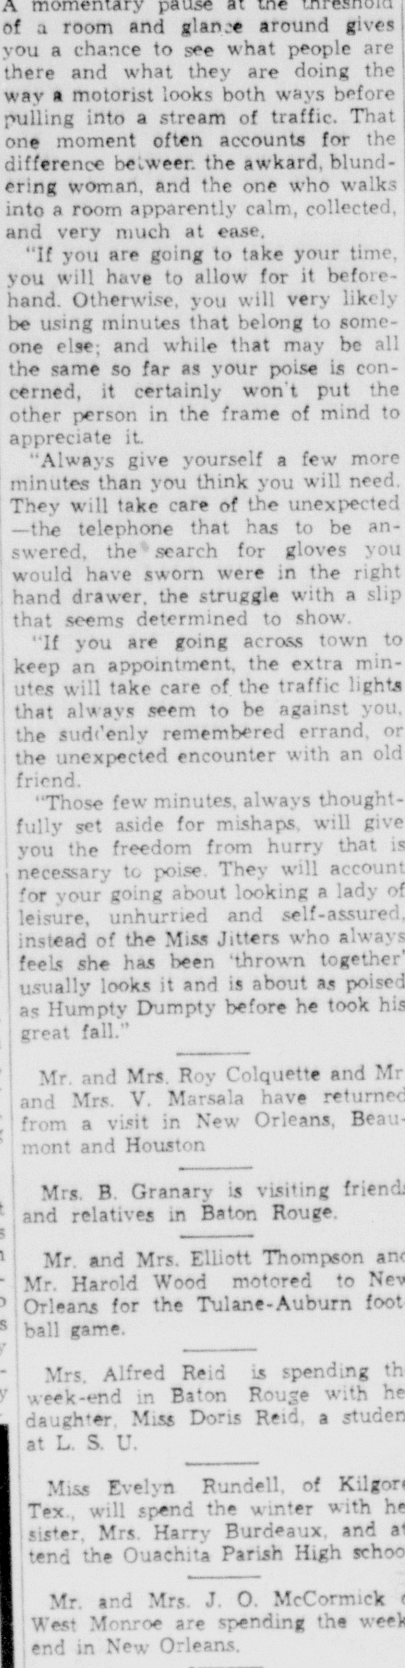 A momentary pause at the threshold
of a room and glance around gives
you a chance to see what people are
there and what they are doing the
way a motorist looks both ways before
pulling into a stream of traffic. That
one moment often accounts for the
difference between the awkard, blund-
ering woman, and the one who walks
into a room apparently calm, collected,
and very much at ease.
"If you are going to take your time,
you will have to allow for it before-
hand. Otherwise, you will very likely
be using minutes that belong to some-
one else; and while that may be all
the same so far as your poise is con-
cerned, it certainly won't put the
other person in the frame of mind to
appreciate it.
"Always give yourself a few more
minutes than you think you will need.
They will take care of the unexpected
—the telephone that has to be an-
swered, the search for gloves you
would have sworn were in the right
hand drawer, the struggle with a slip
that seems determined to show.
"If you are going across town to
keep an appointment, the extra min-
utes will take care of the traffic lights
that always seem to be against you,
the suddenly remembered errand, or
the unexpected encounter with an old
friend.
"Those few minutes, always thought-
fully set aside for mishaps, will give
you the freedom from hurry that is
necessary to poise. They will account
for your going about looking a lady of
leisure, unhurried and self-assured,
instead of the Miss Jitters who always
feels she has been 'thrown together'
usually looks it and is about as poised
as Humpty Dumpty before he took his
great fall."
Mr. and Mrs. Roy Colquette and Mr
and Mrs. V. Marsala have returned
from a visit in New Orleans, Beau-
mont and Houston
Mrs. B. Granary is visiting friends
and relatives in Baton Rouge.
Mr. and Mrs. Elliott Thompson and
Mr. Harold Wood motored to New
Orleans for the Tulane-Auburn foot
ball game.
Mrs. Alfred Reid is spending th
week-end in Baton Rouge with he
daughter, Miss Doris Reid, a studen
at L. S. U.
Miss Evelyn Rundell, of Kilgore
Tex., will spend the winter with he
sister, Mrs. Harry Burdeaux, and at
tend the Ouachita Parish High schoo
Mr. and Mrs. J. O. McCormick
West Monroe are spending the week
end in New Orleans.